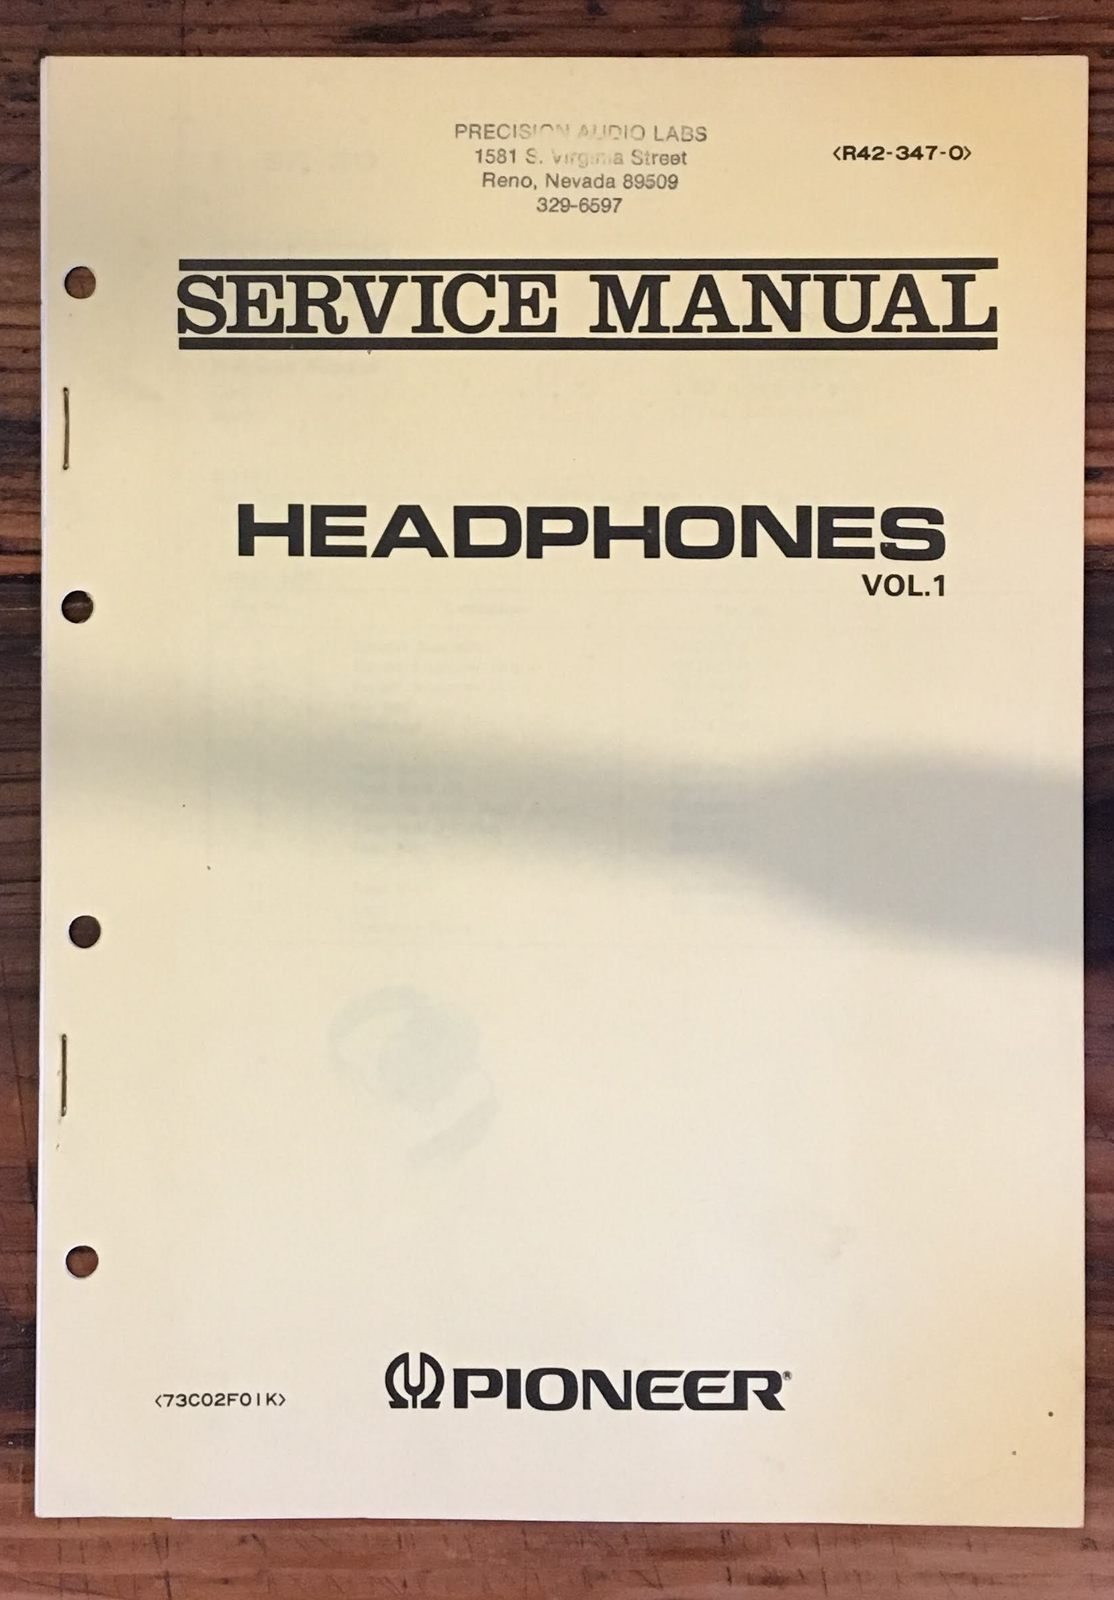 PRECISION AUDIO LABS
1581 S. Virginia Street
Reno, Nevada 89509
329-6597
<R42-347-0>
SERVICE MANUAL
HEADPHONES
VOL.1
<73C02F01K>
PIONEER®